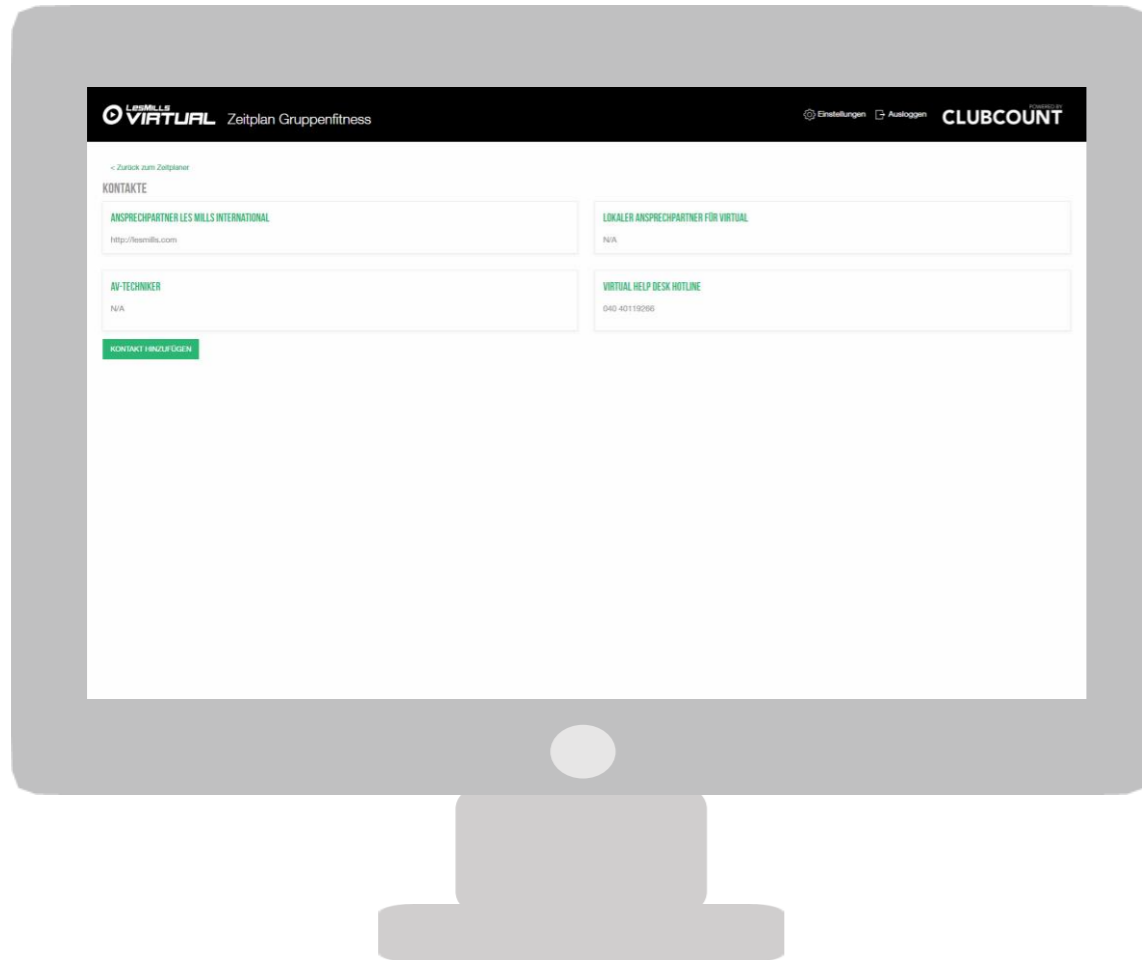 LESMILLS
VIRTUAL Zeitplan Gruppenfitness
Einstellungen Ausloggen
POWERED BY
CLUBCOUNT
< Zurück zum Zeitplaner
KONTAKTE
ANSPRECHPARTNER LES MILLS INTERNATIONAL
http://lesmills.com
LOKALER ANSPRECHPARTNER FÜR VIRTUAL
N/A
AV-TECHNIKER
N/A
VIRTUAL HELP DESK HOTLINE
040 40119266
KONTAKT HINZUFÜGEN